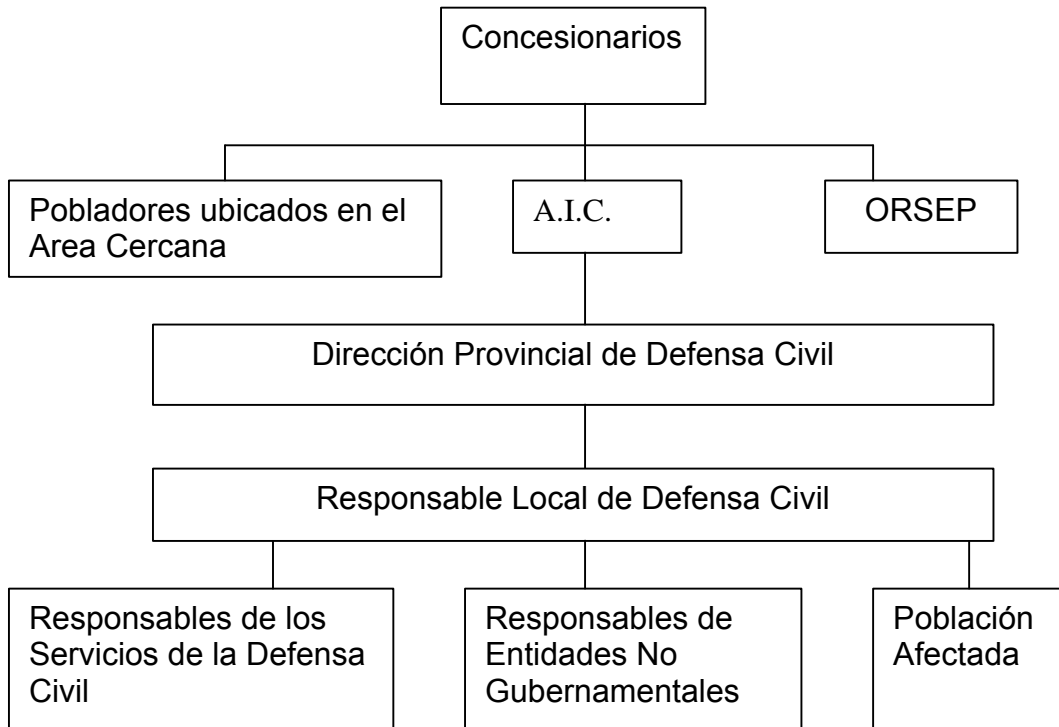 Concesionarios
Pobladores ubicados en el
Area Cercana
A.I.C.
ORSEP
Dirección Provincial de Defensa Civil
Responsable Local de Defensa Civil
Responsables de los
Servicios de la Defensa
Civil
Responsables de
Entidades No
Gubernamentales
Población
Afectada